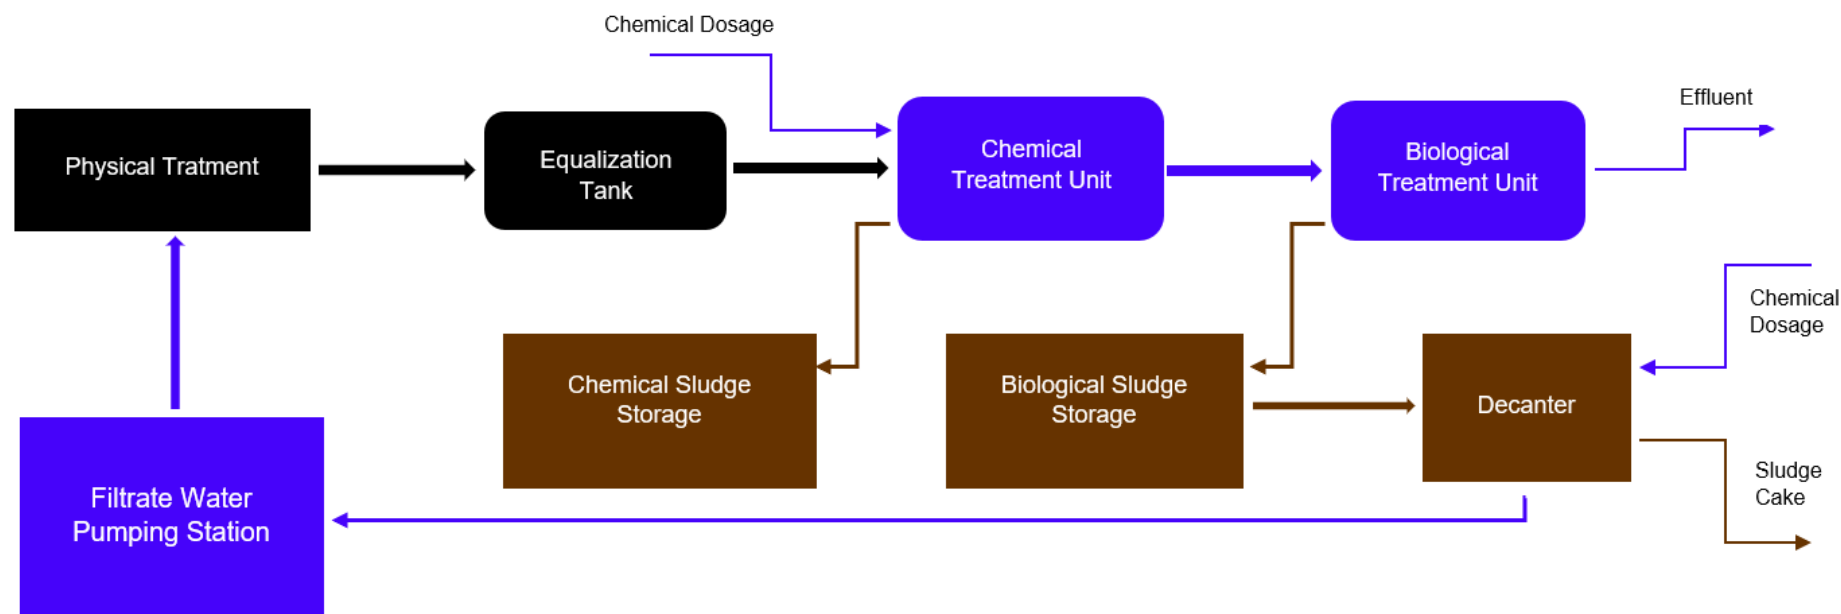 Chemical Dosage
Physical Tratment
Equalization
Tank
Chemical
Treatment Unit
Biological
Treatment Unit
Effluent
Chemical
Dosage
Chemical Sludge
Storage
Biological Sludge
Storage
Decanter
Sludge
Cake
Filtrate Water
Pumping Station